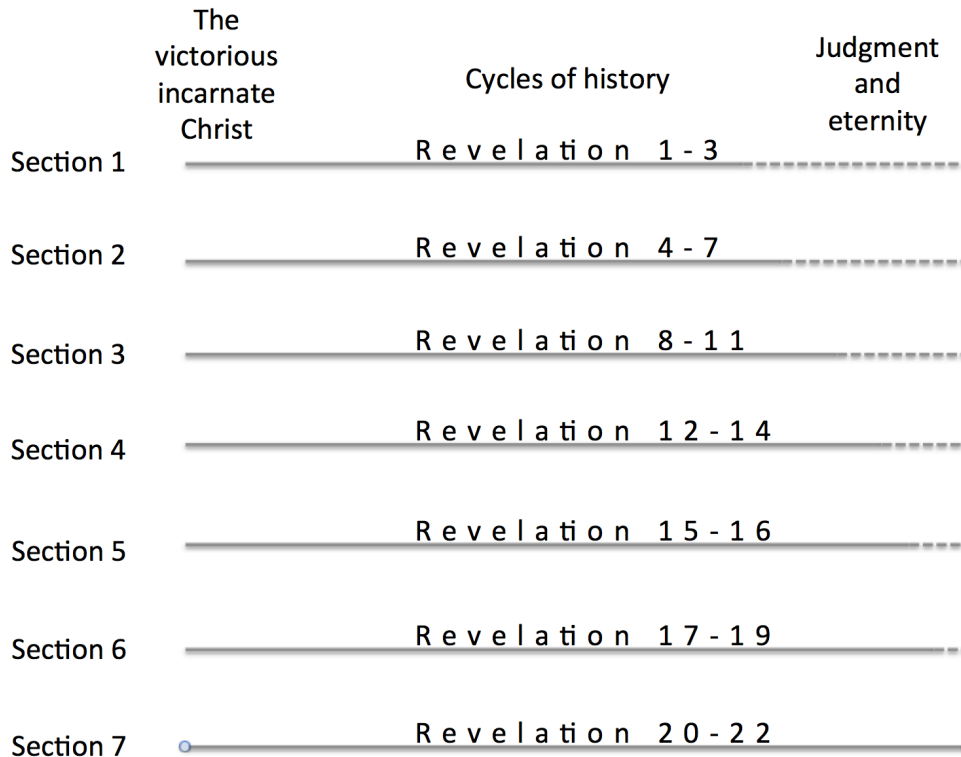 The
victorious
incarnate
Christ
Cycles of history
Judgment
and
eternity
Section 1
Revelation 1-3
Section 2
Revelation 4-7
Section 3
Revelation 8-11
Section 4
Revelation 12-14
Section 5
Revelation 15-16
Section 6
Revelation 17-19
Section 7
Revelation 20-22